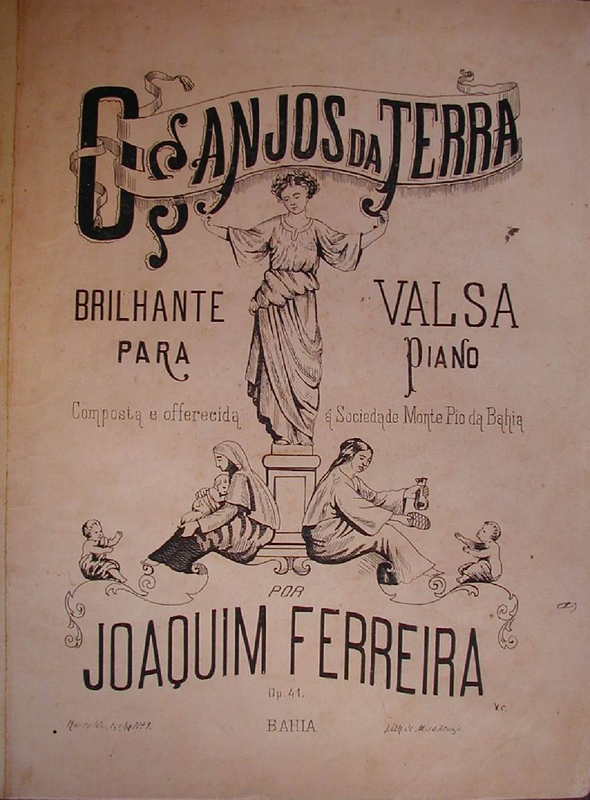 OS ANJOS DA TERRA
BRILHANTE VALSA
PARA PIANO
Composta e offerecida á Sociedade Monte Pio da Bahia
POR
JOAQUIM FERREIRA
Op. 41.
V.C.
BAHIA